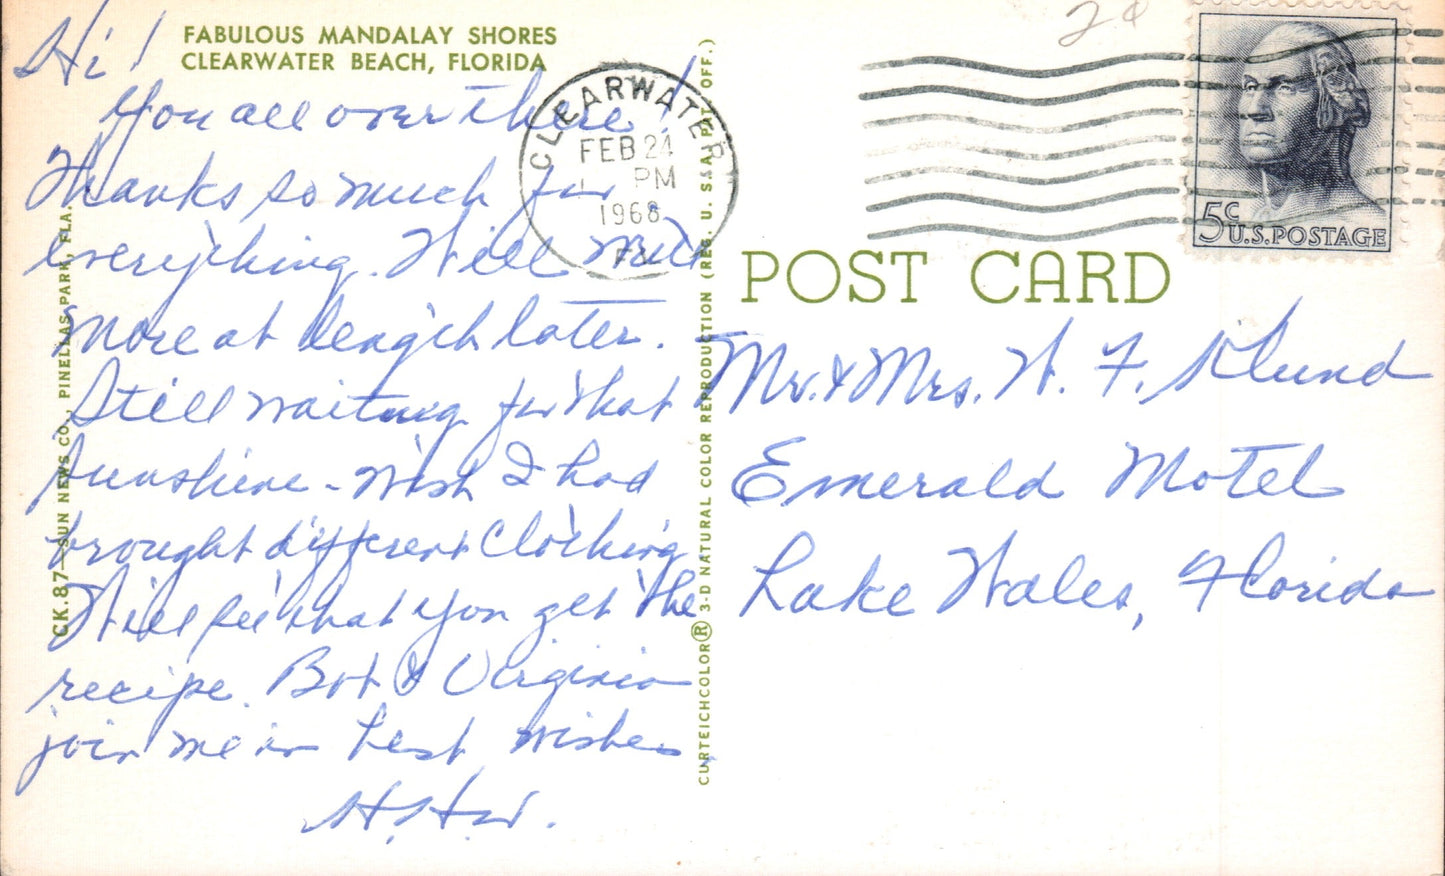 FABULOUS MANDALAY SHORES
CLEARWATER BEACH, FLORIDA
Hi!
You all over there!
Thanks so much for
everything. Will write
more at length later.
Still waiting for that
sunshine - wish I had
brought different clothing
Will see that you get the
recipe. Bob & Virginia
join me in best wishes,
H.H.W.
CK.87—SUN NEWS CO., PINELLAS PARK, FLA.
CURTEICHCOLOR® 3-D NATURAL COLOR REPRODUCTION (REG. U. S. A. PAT. OFF.)
CLEARWATER
FEB 24
PM
1968
2¢
5c
U.S. POSTAGE
POST CARD
Mr. & Mrs. W. F. Klund
Emerald Motel
Lake Wales, Florida